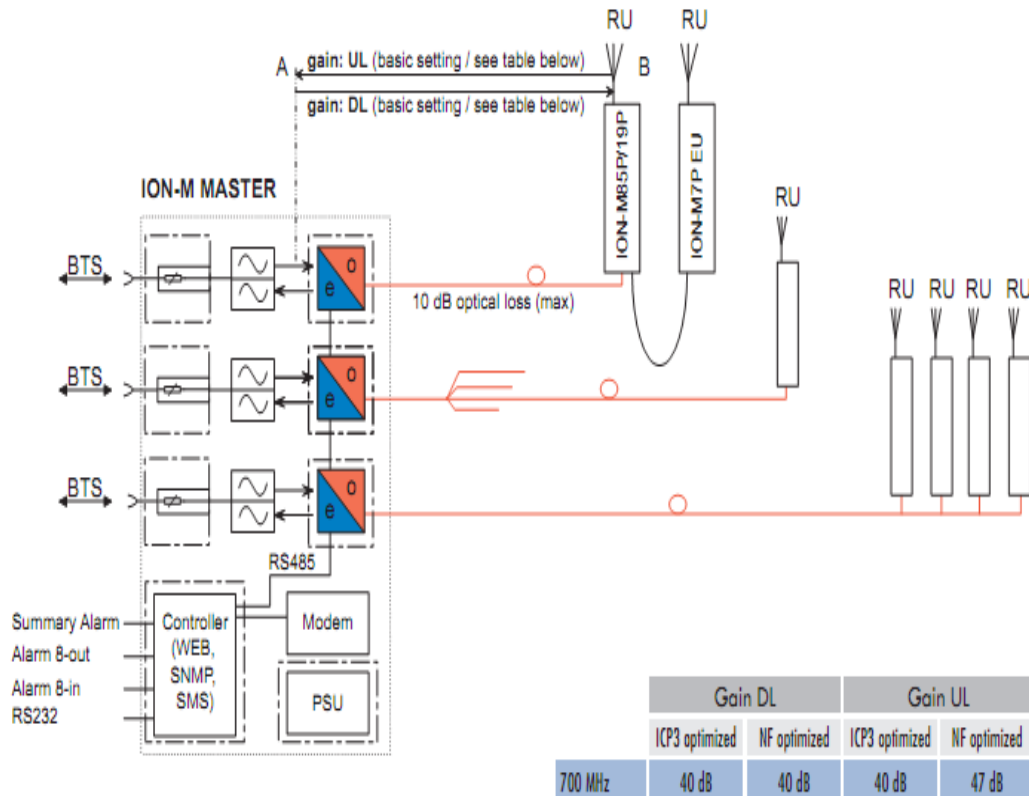 RU
RU
A
gain: UL (basic setting / see table below)
B
gain: DL (basic setting / see table below)
ION-M85P/19P
ION-M7P EU
ION-M MASTER
RU
BTS
o
e
10 dB optical loss (max)
RU RU RU RU
BTS
o
e
BTS
o
e
RS485
Summary Alarm
Alarm 8-out
Alarm 8-in
RS232
Controller
(WEB,
SNMP,
SMS)
Modem
PSU
Gain DL Gain UL
ICP3 optimized NF optimized ICP3 optimized NF optimized
700 MHz 40 dB 40 dB 40 dB 47 dB